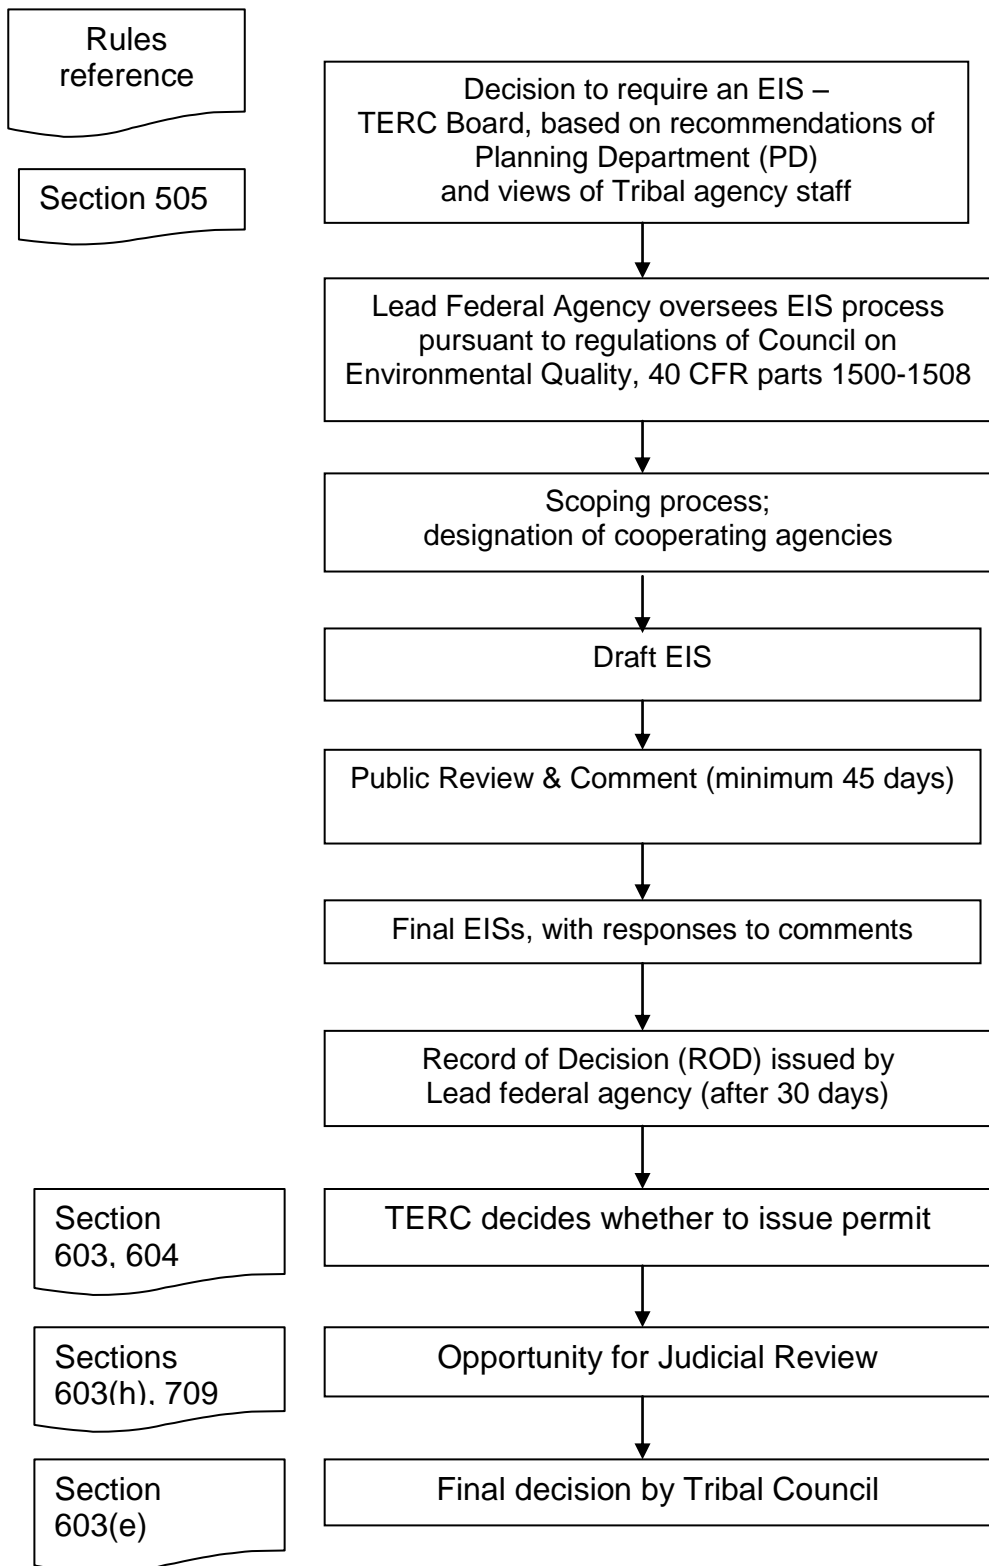 Rules
reference
Decision to require an EIS –
TERC Board, based on recommendations of
Planning Department (PD)
and views of Tribal agency staff
Section 505
Lead Federal Agency oversees EIS process
pursuant to regulations of Council on
Environmental Quality, 40 CFR parts 1500-1508
Scoping process;
designation of cooperating agencies
Draft EIS
Public Review & Comment (minimum 45 days)
Final EISs, with responses to comments
Record of Decision (ROD) issued by
Lead federal agency (after 30 days)
Section
603, 604
TERC decides whether to issue permit
Sections
603(h), 709
Opportunity for Judicial Review
Section
603(e)
Final decision by Tribal Council